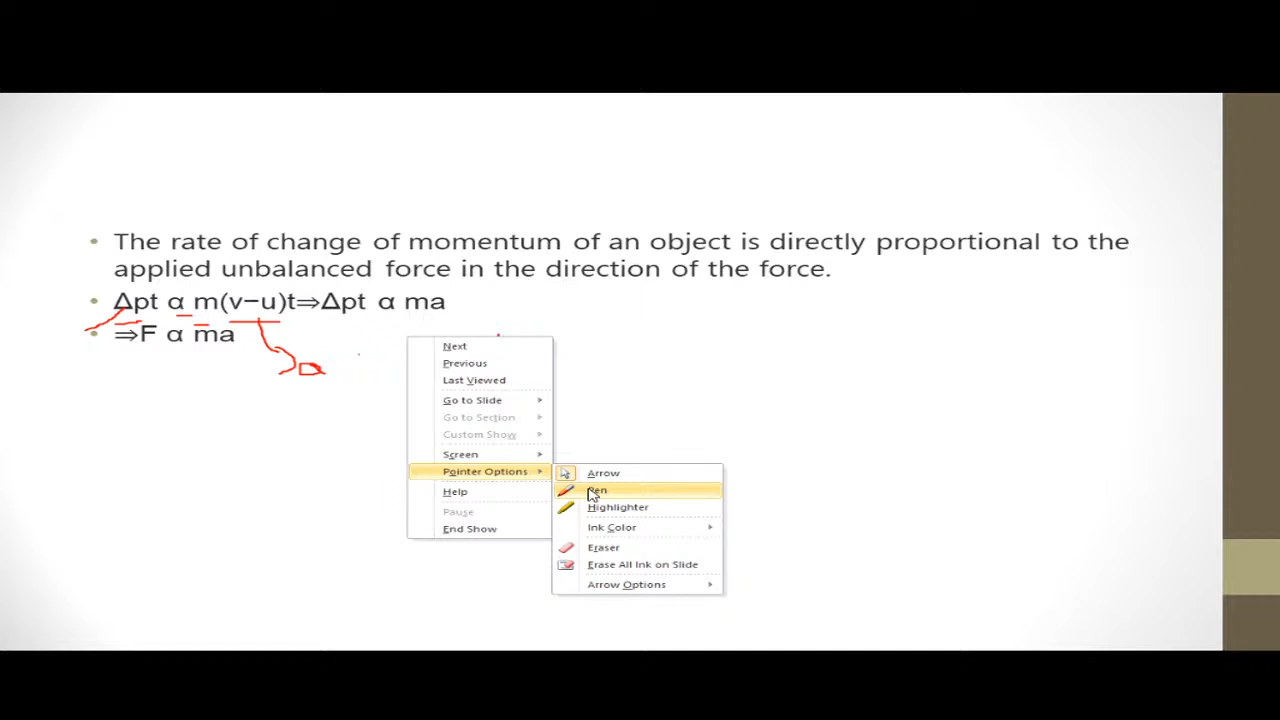 The rate of change of momentum of an object is directly proportional to the
applied unbalanced force in the direction of the force.
Δpt α m(v−u)t⇒Δpt α ma
⇒F α ma
a
Next
Previous
Last Viewed
Go to Slide
Go to Section
Custom Show
Screen
Pointer Options
Help
Pause
End Show
Arrow
Pen
Highlighter
Ink Color
Eraser
Erase All Ink on Slide
Arrow Options